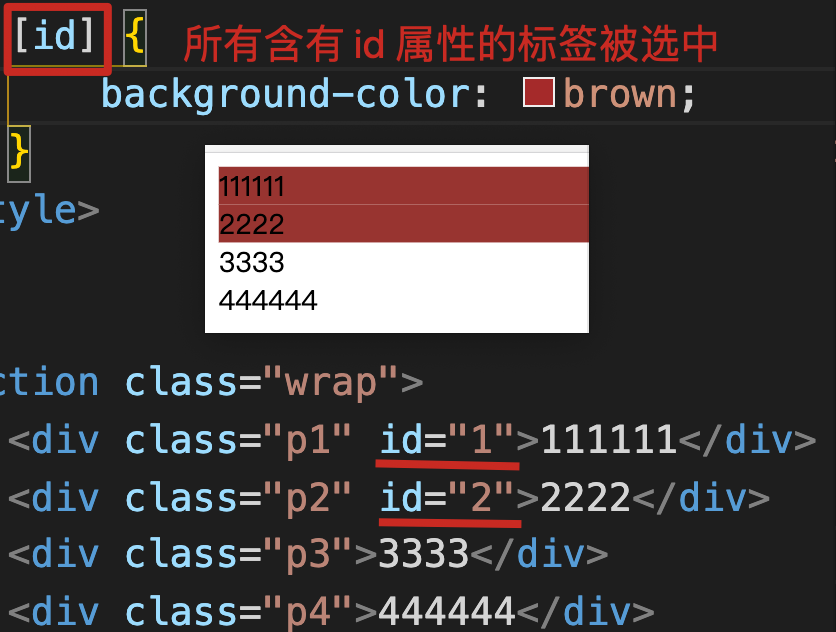 [id] { 所有含有 id 属性的标签被选中
background-color: brown;
}
tyle>
111111
2222
3333
444444
ction class="wrap">
<div class="p1" id="1">111111</div>
<div class="p2" id="2">2222</div>
<div class="p3">3333</div>
<div class="p4">444444</div>